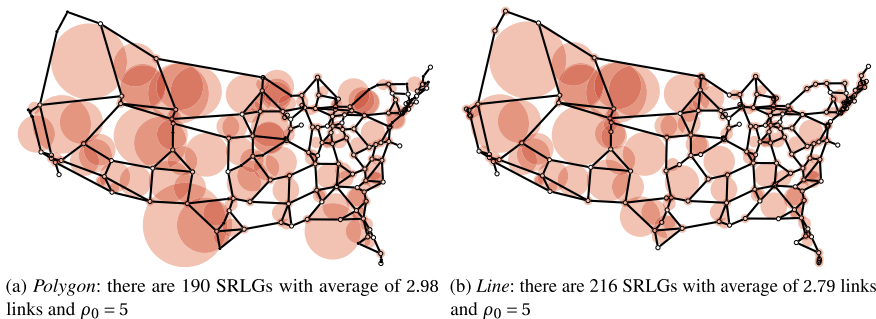 (a) Polygon: there are 190 SRLGs with average of 2.98
links and ρ₀ = 5
(b) Line: there are 216 SRLGs with average of 2.79 links
and ρ₀ = 5